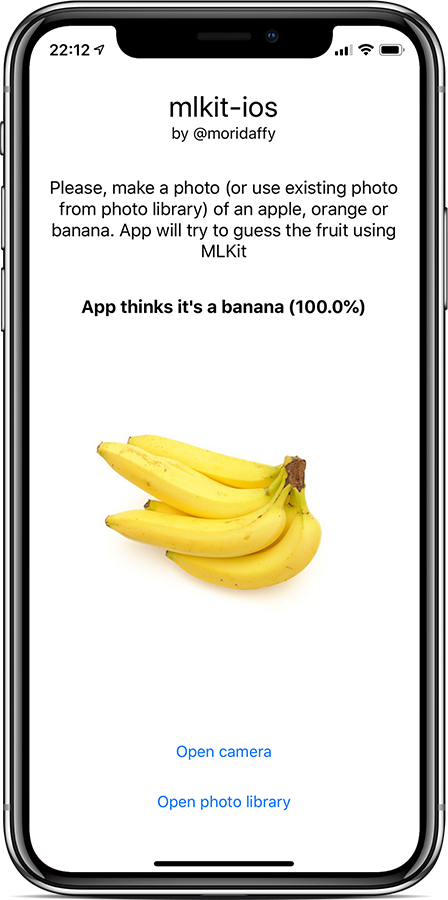 22:12
mlkit-ios
by @moridaffy
Please, make a photo (or use existing photo
from photo library) of an apple, orange or
banana. App will try to guess the fruit using
MLKit
App thinks it's a banana (100.0%)
Open camera
Open photo library